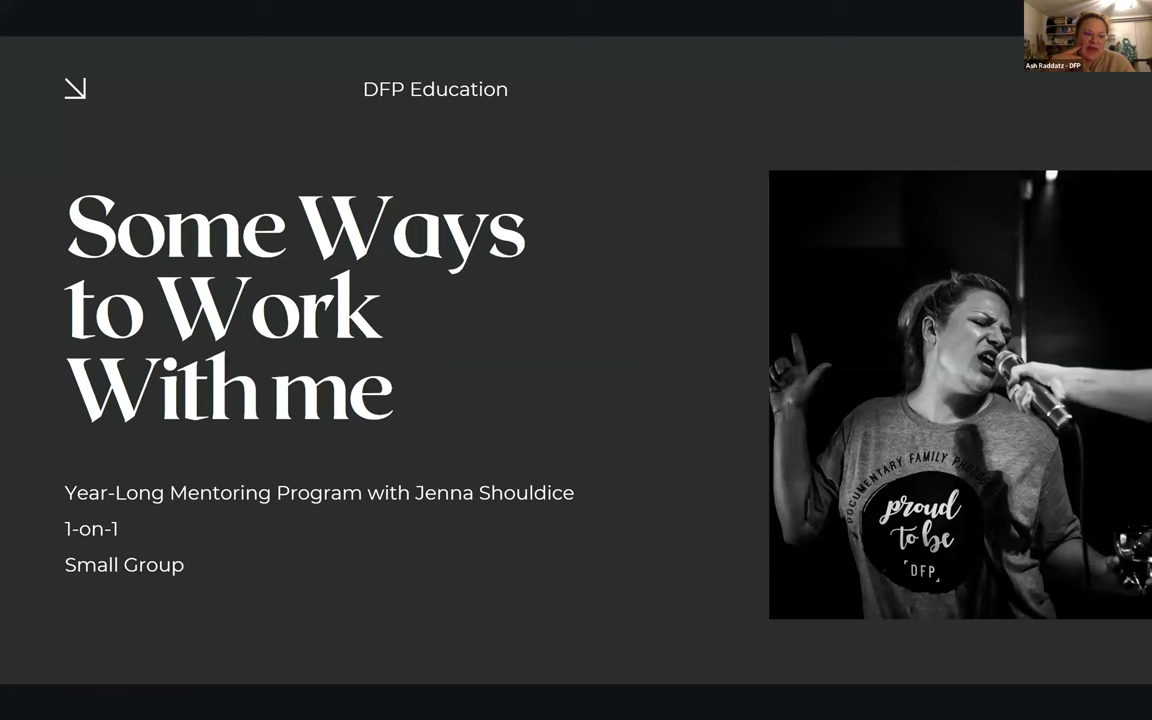 Ash Raddatz - DFP
DFP Education
Some Ways
to Work
With me
Year-Long Mentoring Program with Jenna Shouldice
1-on-1
Small Group
DOCUMENTARY FAMILY
proud
to be
DFP